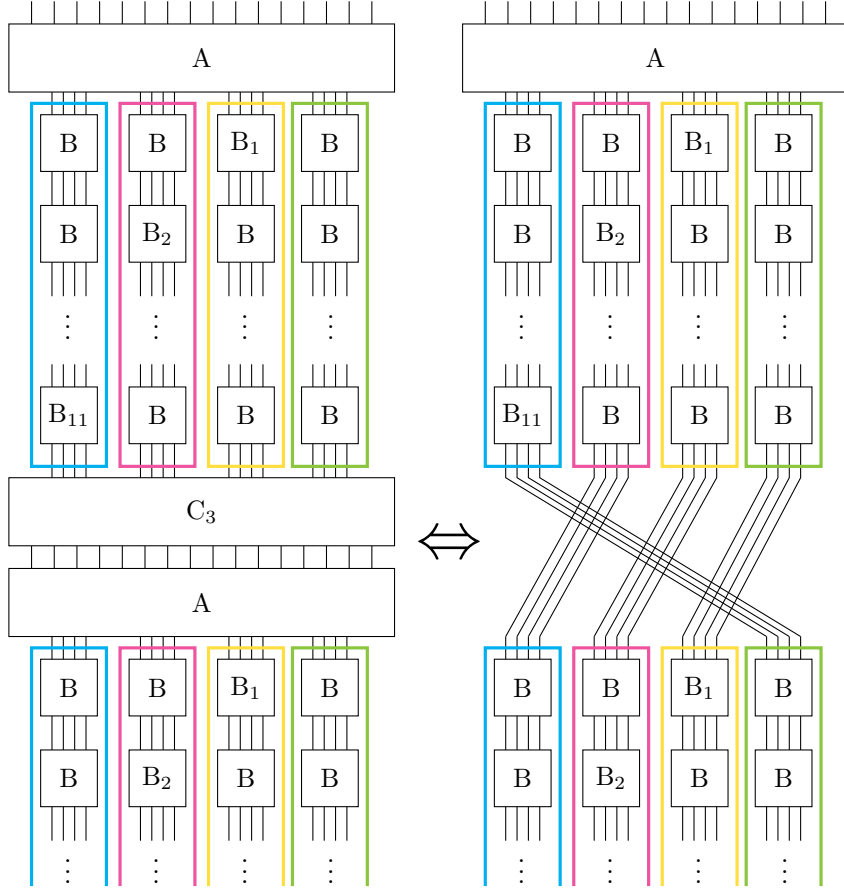 A A
B B B₁ B B B B₁ B
B B₂ B B B B₂ B B
⋮ ⋮ ⋮ ⋮ ⋮ ⋮ ⋮ ⋮
B₁₁ B B B B₁₁ B B B
C₃
⇔
A
B B B₁ B B B B₁ B
B B₂ B B B B₂ B B
⋮ ⋮ ⋮ ⋮ ⋮ ⋮ ⋮ ⋮